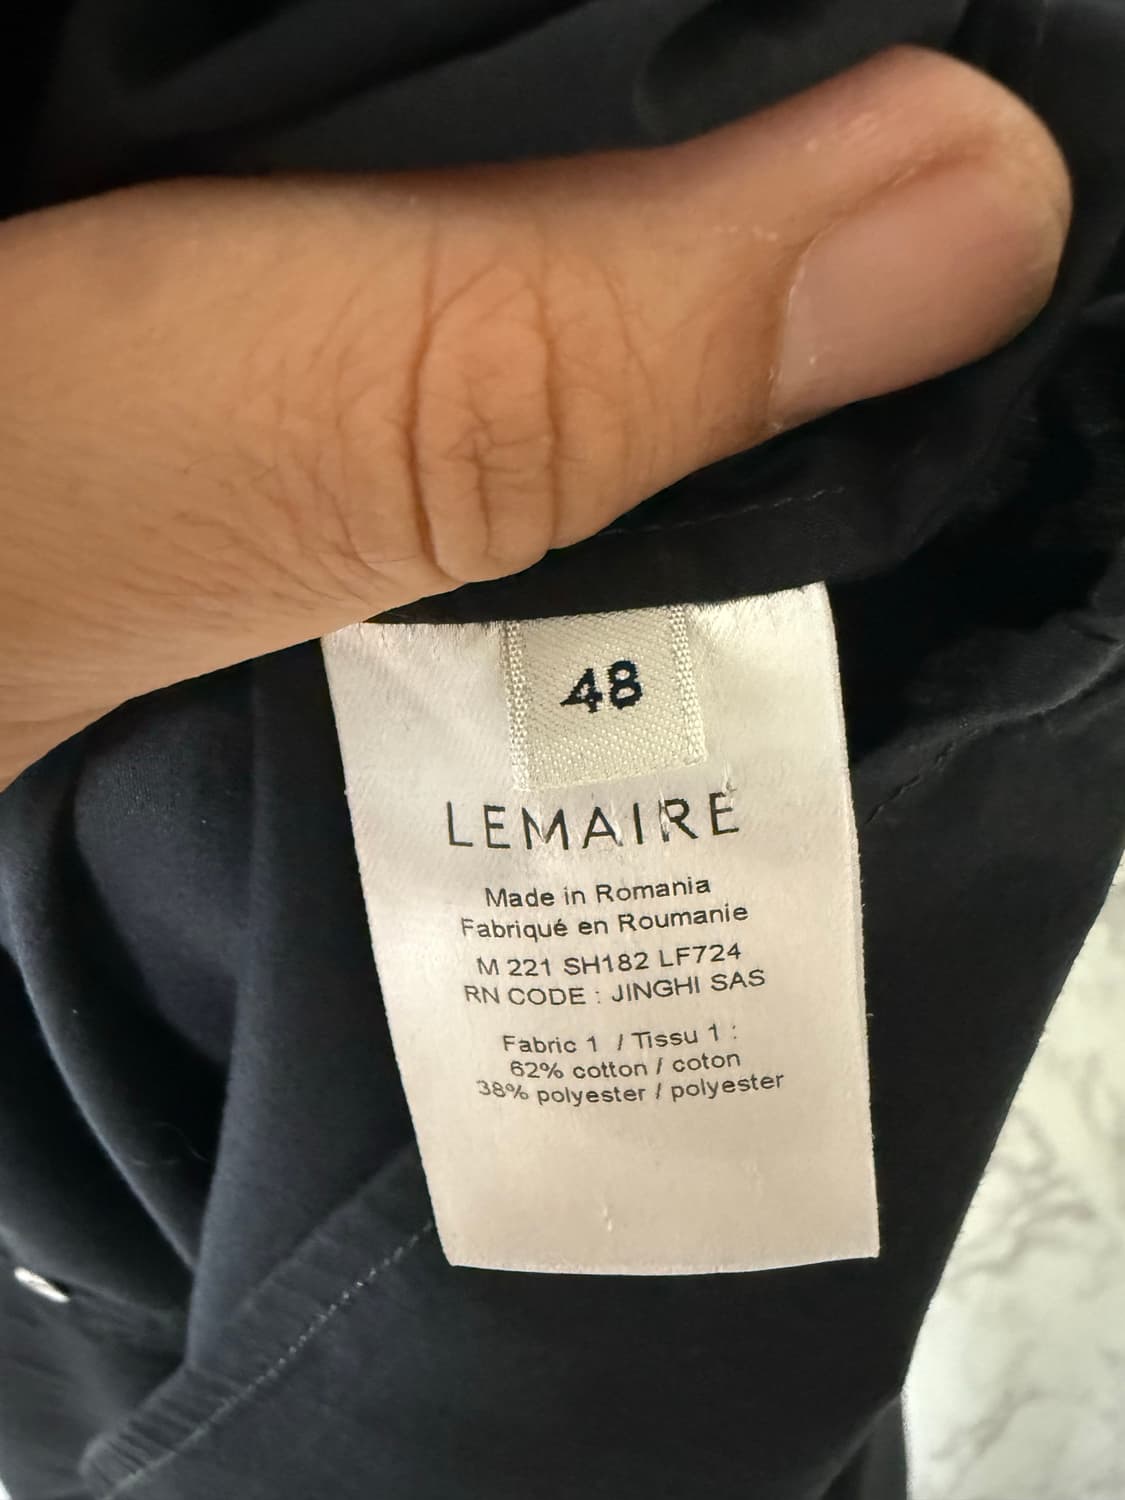 48
LEMAIRE
Made in Romania
Fabriqué en Roumanie
M 221 SH182 LF724
RN CODE : JINGHI SAS
Fabric 1 / Tissu 1 :
62% cotton / coton
38% polyester / polyester